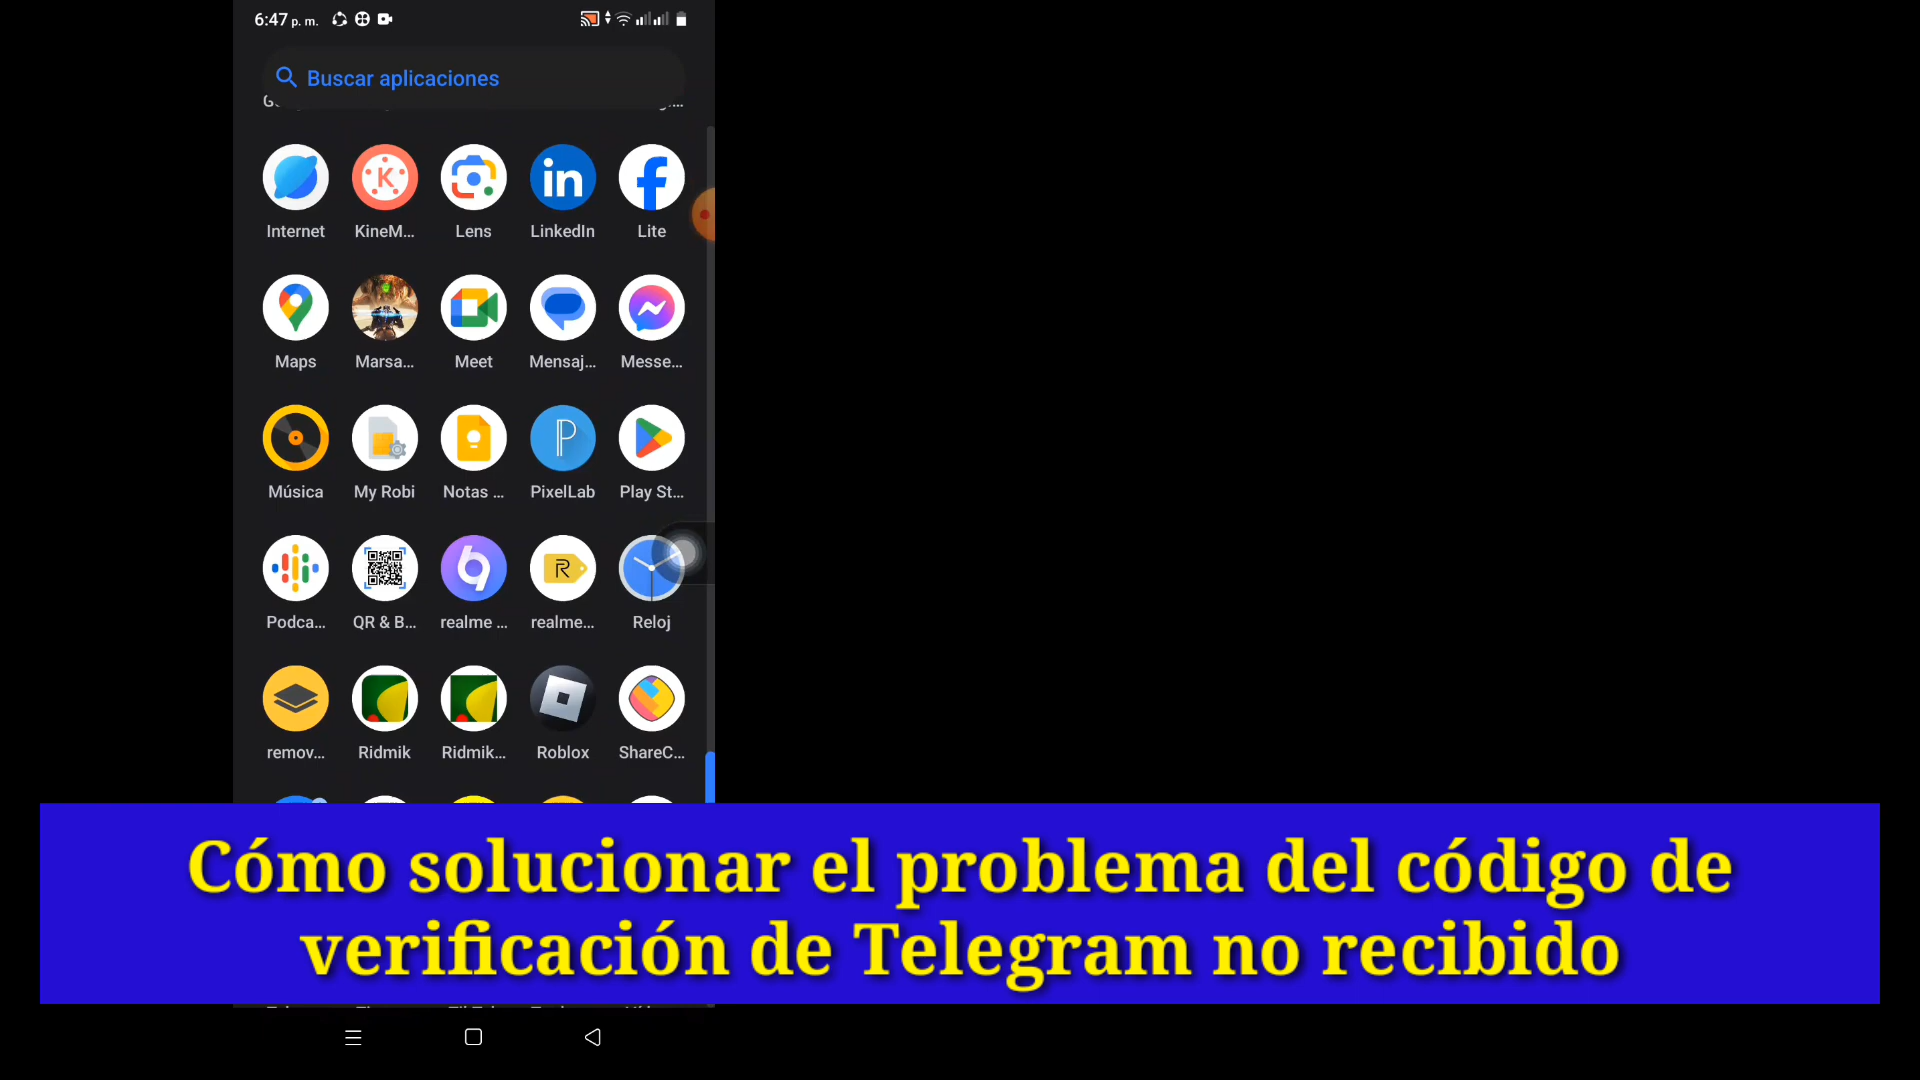 6:47 p. m.
Buscar aplicaciones
Internet KineM... Lens LinkedIn Lite
Maps Marsa... Meet Mensaj... Messe...
Música My Robi Notas ... PixelLab Play St...
Podca... QR & B... realme ... realme... Reloj
remov... Ridmik Ridmik... Roblox ShareC...
Cómo solucionar el problema del código de
verificación de Telegram no recibido